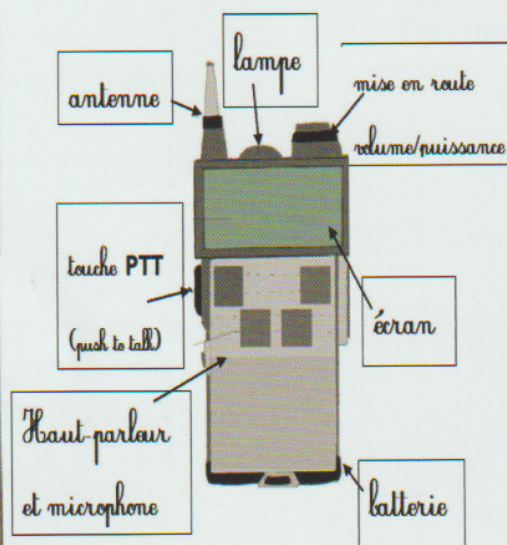 lampe
antenne
mise en route
volume/puissance
touche PTT
(push to talk)
écran
Haut-parleur
et microphone
batterie